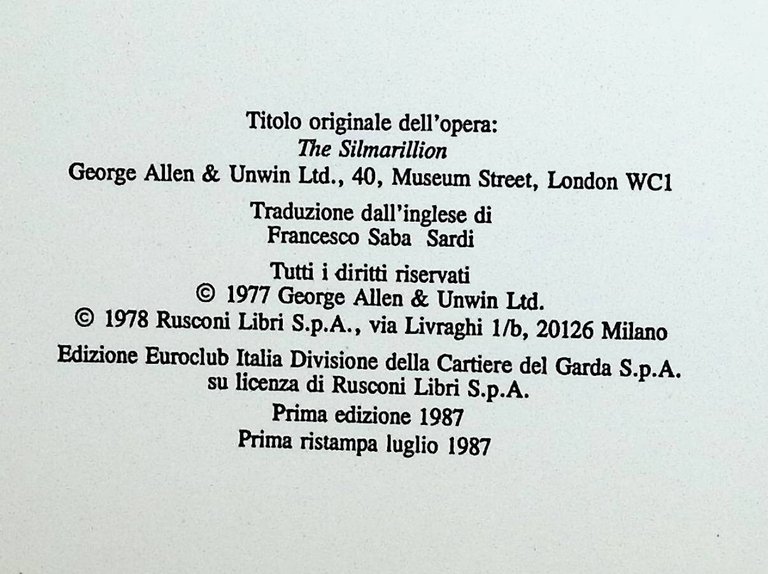 Titolo originale dell'opera:
The Silmarillion
George Allen & Unwin Ltd., 40, Museum Street, London WC1
Traduzione dall'inglese di
Francesco Saba Sardi
Tutti i diritti riservati
© 1977 George Allen & Unwin Ltd.
© 1978 Rusconi Libri S.p.A., via Livraghi 1/b, 20126 Milano
Edizione Euroclub Italia Divisione della Cartiere del Garda S.p.A.
su licenza di Rusconi Libri S.p.A.
Prima edizione 1987
Prima ristampa luglio 1987